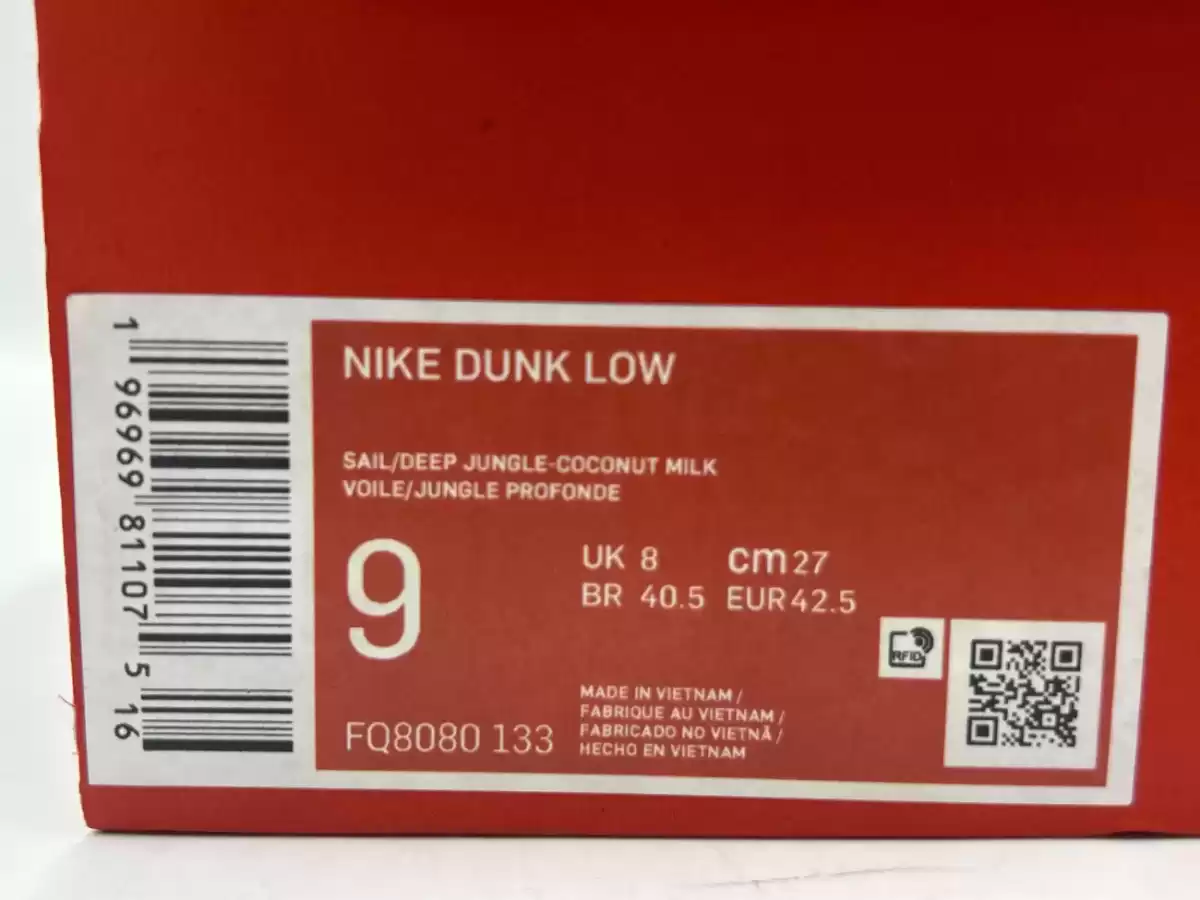 NIKE DUNK LOW
SAIL/DEEP JUNGLE-COCONUT MILK
VOILE/JUNGLE PROFONDE
9
UK 8 cm 27
BR 40.5 EUR 42.5
RFID
FQ8080 133
MADE IN VIETNAM /
FABRIQUE AU VIETNAM /
FABRICADO NO VIETNÃ /
HECHO EN VIETNAM
1 96969 81107 5 16